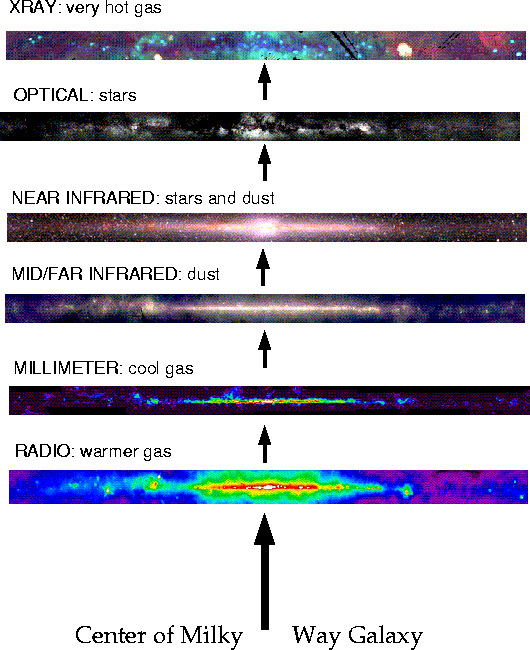 XRAY: very hot gas
OPTICAL: stars
NEAR INFRARED: stars and dust
MID/FAR INFRARED: dust
MILLIMETER: cool gas
RADIO: warmer gas
Center of Milky Way Galaxy